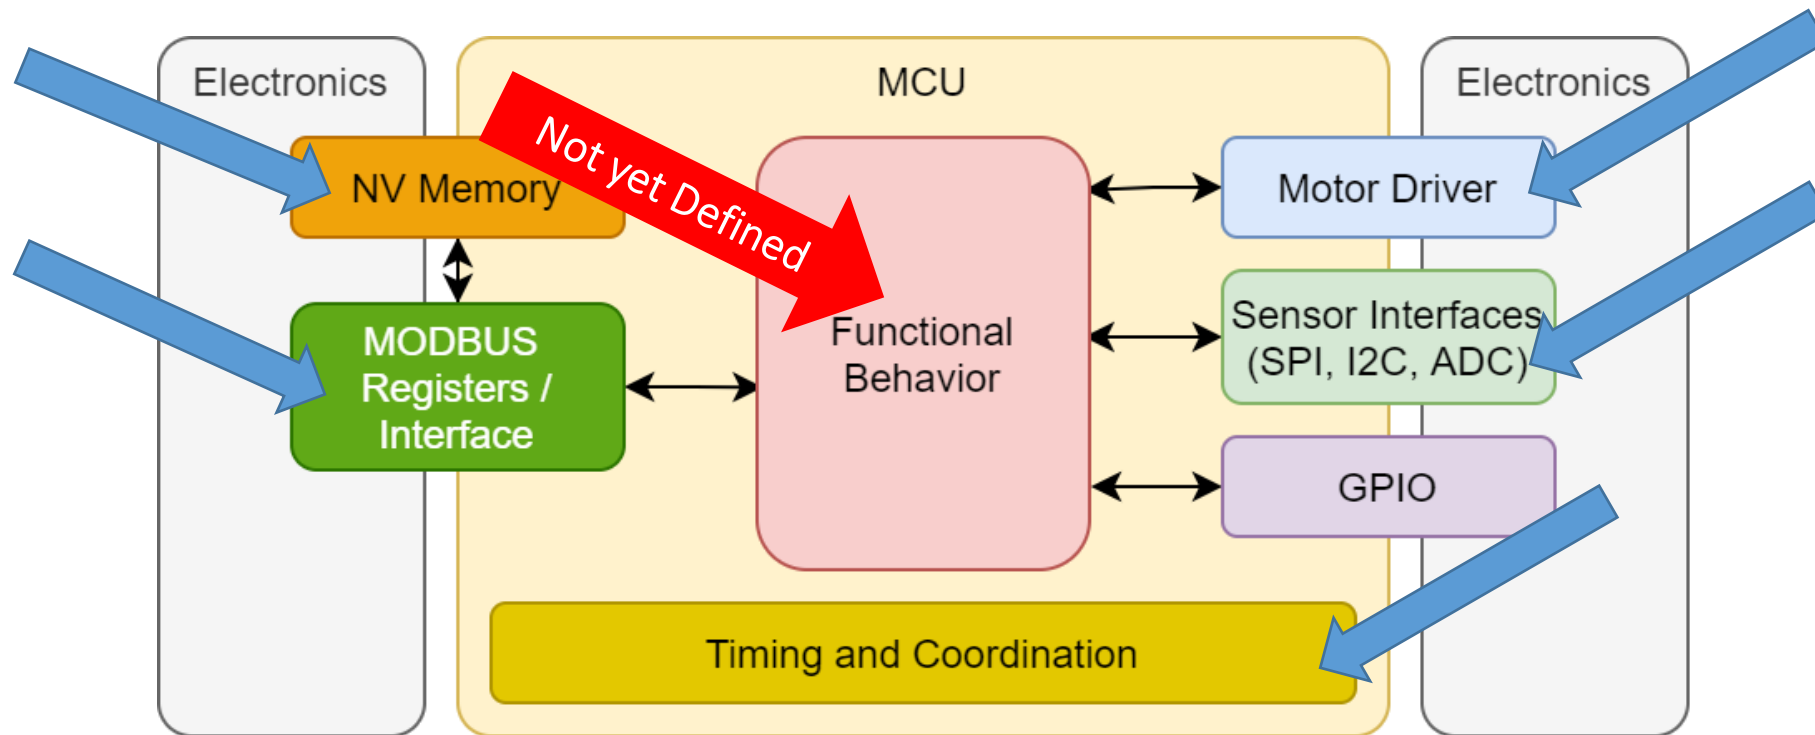 Electronics
MCU
Electronics
NV Memory
Not yet Defined
Motor Driver
MODBUS
Registers /
Interface
Functional
Behavior
Sensor Interfaces
(SPI, I2C, ADC)
GPIO
Timing and Coordination